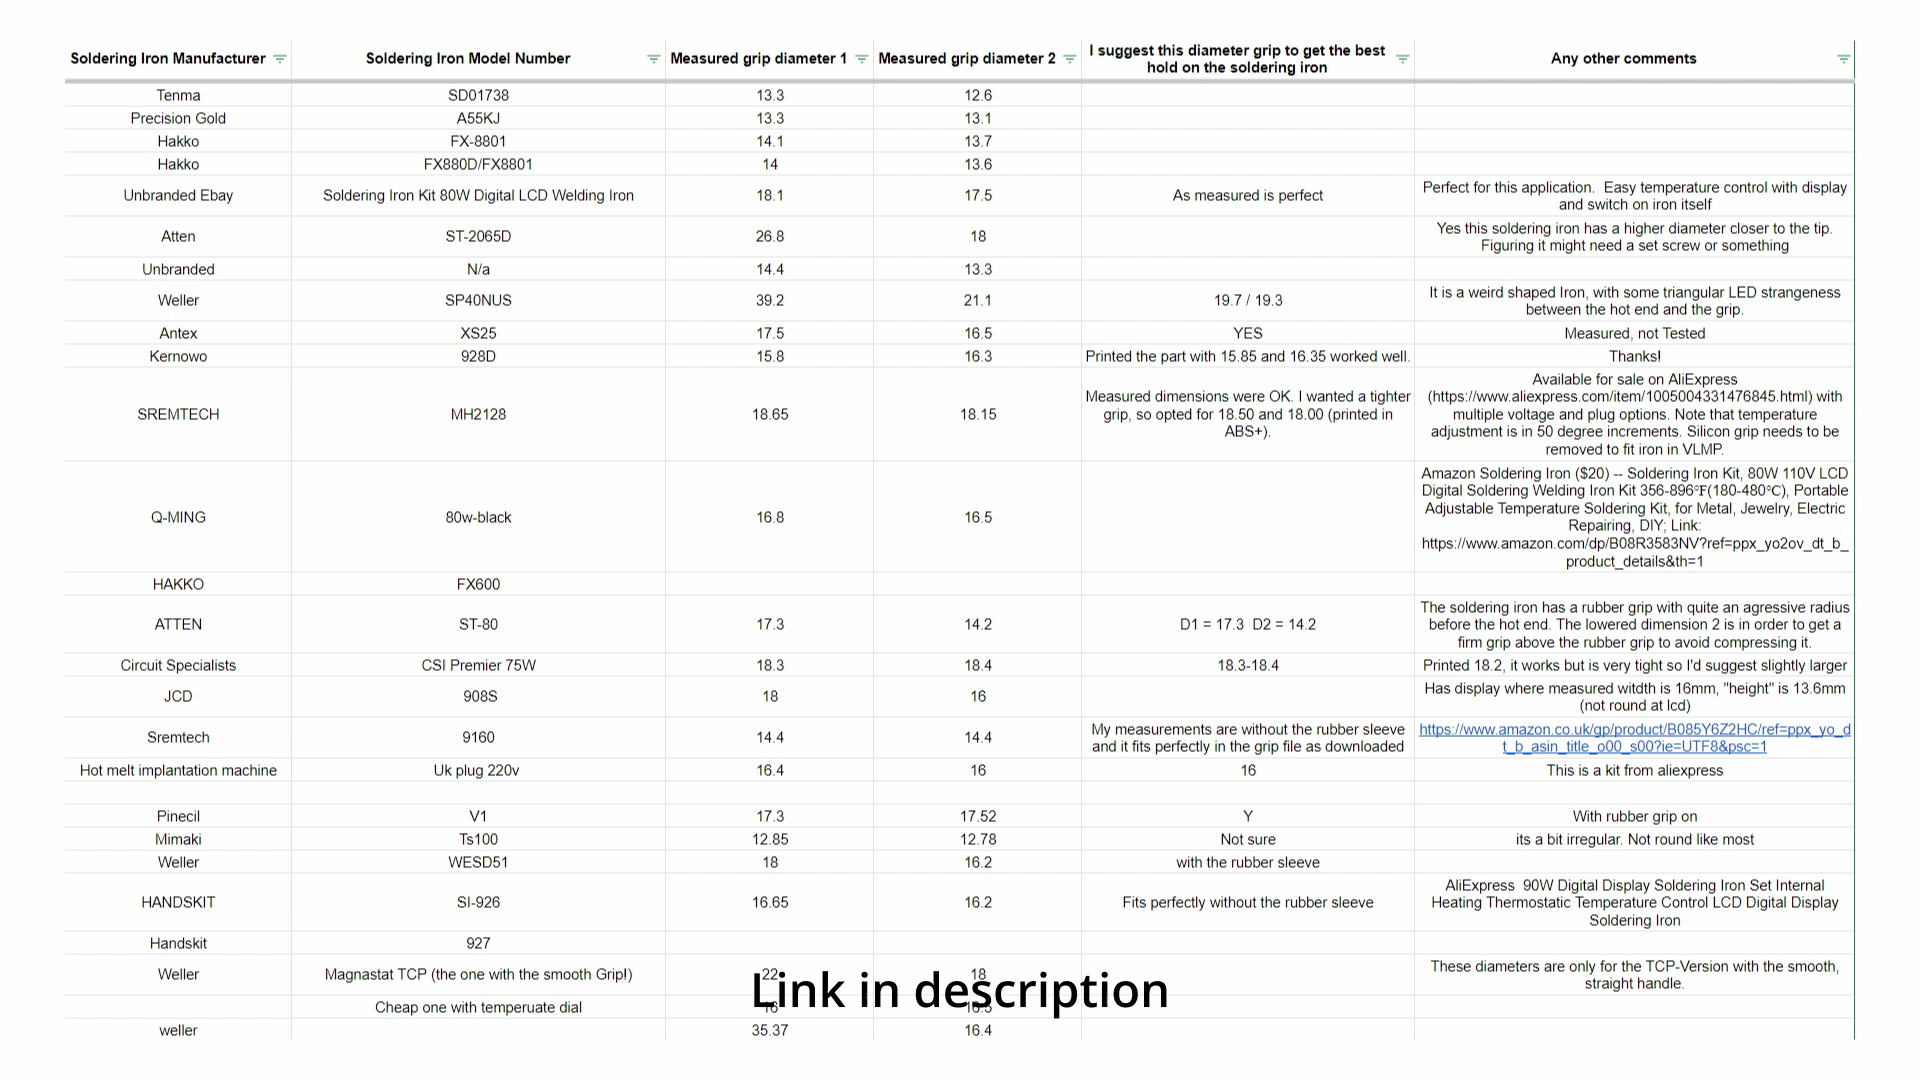 Soldering Iron Manufacturer Soldering Iron Model Number Measured grip diameter 1 Measured grip diameter 2 I suggest this diameter grip to get the best
hold on the soldering iron Any other comments
Tenma SD01738 13.3 12.6
Precision Gold A55KJ 13.3 13.1
Hakko FX-8801 14.1 13.7
Hakko FX880D/FX8801 14 13.6
Unbranded Ebay Soldering Iron Kit 80W Digital LCD Welding Iron 18.1 17.5 As measured is perfect Perfect for this application. Easy temperature control with display
and switch on iron itself
Atten ST-2065D 26.8 18 Yes this soldering iron has a higher diameter closer to the tip.
Figuring it might need a set screw or something
Unbranded N/a 14.4 13.3
Weller SP40NUS 39.2 21.1 19.7 / 19.3 It is a weird shaped Iron, with some triangular LED strangeness
between the hot end and the grip.
Antex XS25 17.5 16.5 YES Measured, not Tested
Kernowo 928D 15.8 16.3 Printed the part with 15.85 and 16.35 worked well. Thanks!
SREMTECH MH2128 18.65 18.15 Measured dimensions were OK. I wanted a tighter
grip, so opted for 18.50 and 18.00 (printed in
ABS+).
Available for sale on AliExpress
(https://www.aliexpress.com/item/1005004331476845.html) with
multiple voltage and plug options. Note that temperature
adjustment is in 50 degree increments. Silicon grip needs to be
removed to fit iron in VLMP.
Q-MING 80w-black 16.8 16.5 Amazon Soldering Iron ($20) -- Soldering Iron Kit, 80W 110V LCD
Digital Soldering Welding Iron Kit 356-896℉(180-480℃), Portable
Adjustable Temperature Soldering Kit, for Metal, Jewelry, Electric
Repairing, DIY; Link:
https://www.amazon.com/dp/B08R3583NV?ref=ppx_yo2ov_dt_b_
product_details&th=1
HAKKO FX600
ATTEN ST-80 17.3 14.2 D1 = 17.3 D2 = 14.2 The soldering iron has a rubber grip with quite an agressive radius
before the hot end. The lowered dimension 2 is in order to get a
firm grip above the rubber grip to avoid compressing it.
Circuit Specialists CSI Premier 75W 18.3 18.4 18.3-18.4 Printed 18.2, it works but is very tight so I'd suggest slightly larger
JCD 908S 18 16 Has display where measured witdth is 16mm, "height" is 13.6mm
(not round at lcd)
Sremtech 9160 14.4 14.4 My measurements are without the rubber sleeve
and it fits perfectly in the grip file as downloaded
https://www.amazon.co.uk/gp/product/B085Y6Z2HC/ref=ppx_yo_d
t_b_asin_title_o00_s00?ie=UTF8&psc=1
Hot melt implantation machine Uk plug 220v 16.4 16 16 This is a kit from aliexpress
Pinecil V1 17.3 17.52 Y With rubber grip on
Mimaki Ts100 12.85 12.78 Not sure its a bit irregular. Not round like most
Weller WESD51 18 16.2 with the rubber sleeve
HANDSKIT SI-926 16.65 16.2 Fits perfectly without the rubber sleeve AliExpress 90W Digital Display Soldering Iron Set Internal
Heating Thermostatic Temperature Control LCD Digital Display
Soldering Iron
Handskit 927
Weller Magnastat TCP (the one with the smooth Grip!) 22 18 These diameters are only for the TCP-Version with the smooth,
straight handle.
Link in description
Cheap one with temperuate dial
weller 35.37 16.4